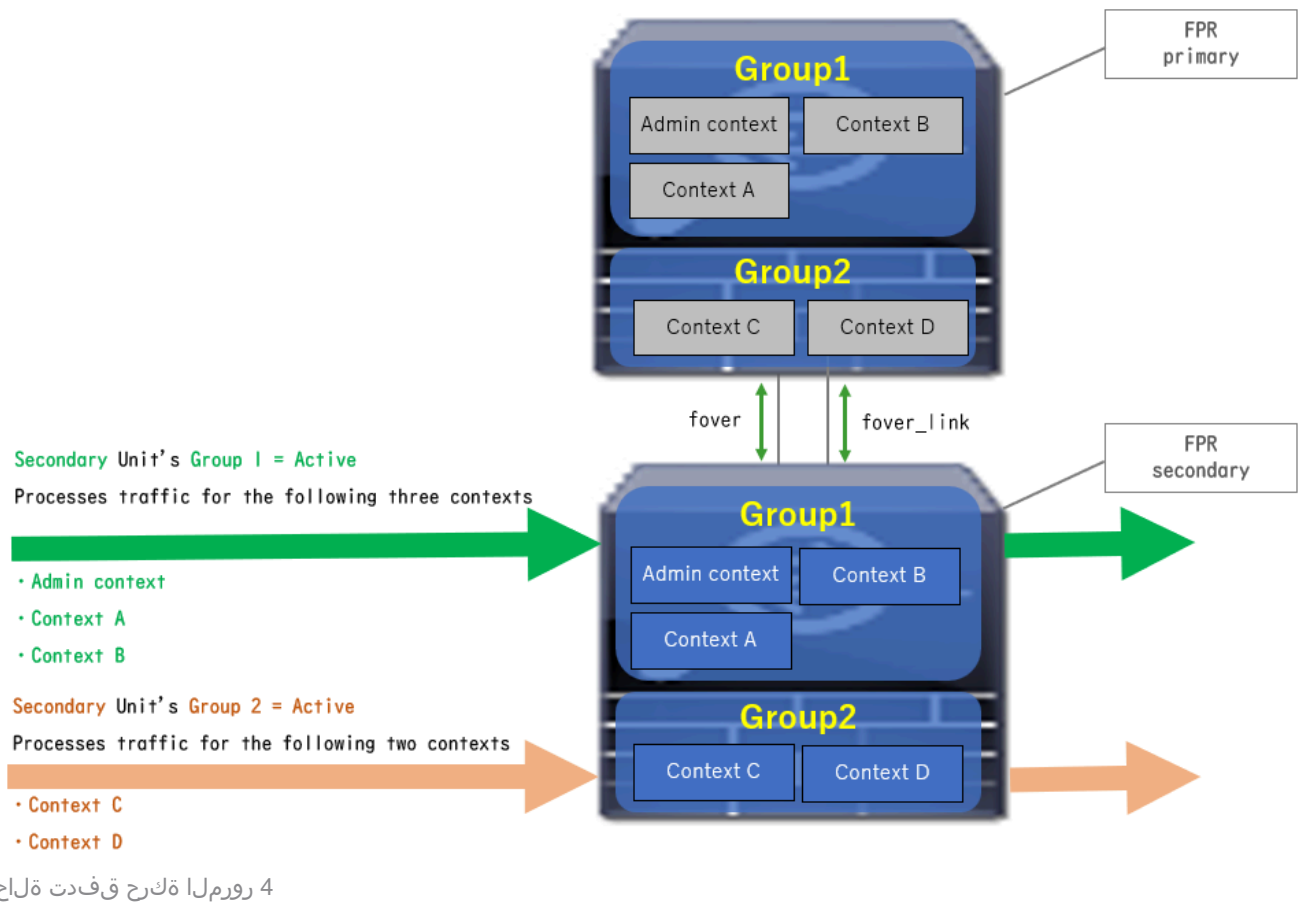 FPR
primary
Group1
Admin context
Context B
Context A
Group2
Context C
Context D
fover
fover_link
FPR
secondary
Secondary Unit's Group 1 = Active
Processes traffic for the following three contexts
・Admin context
・Context A
・Context B
Secondary Unit's Group 2 = Active
Processes traffic for the following two contexts
・Context C
・Context D
Group1
Admin context
Context B
Context A
Group2
Context C
Context D
4 رورملا ةكرح قفدت ةلاح